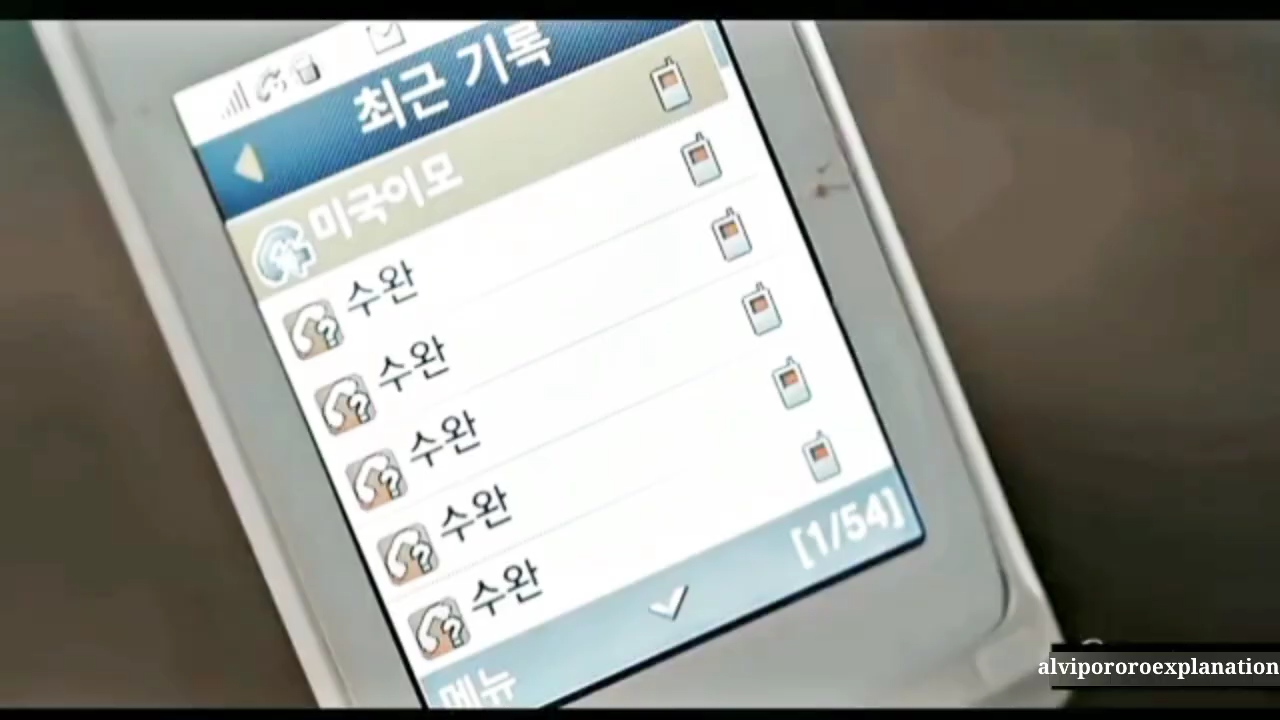 최근 기록
미국이모
수완
수완
수완
수완
수완
[1/54]
메뉴
alvipororoexplanation